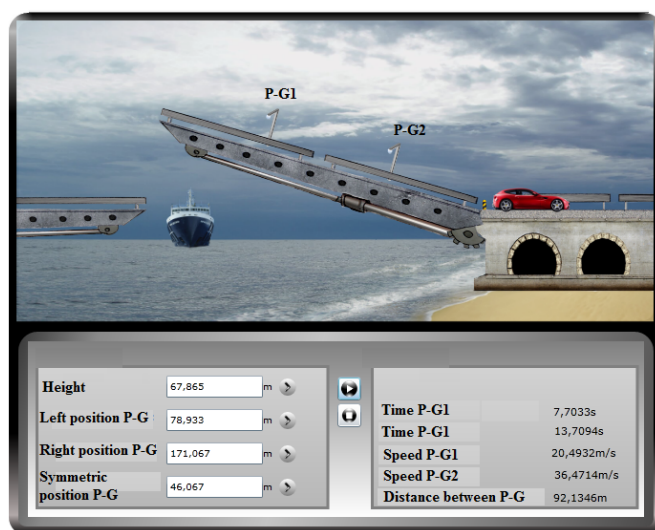 P-G1
P-G2
Height 67,865 m
Left position P-G 78,933 m
Right position P-G 171,067 m
Symmetric
position P-G 46,067 m
Time P-G1 7,7033s
Time P-G1 13,7094s
Speed P-G1 20,4932m/s
Speed P-G2 36,4714m/s
Distance between P-G 92,1346m